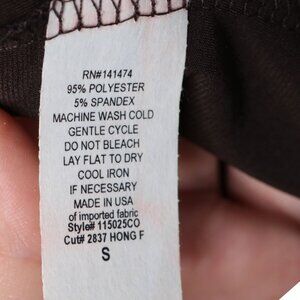 RN#141474
95% POLYESTER
5% SPANDEX
MACHINE WASH COLD
GENTLE CYCLE
DO NOT BLEACH
LAY FLAT TO DRY
COOL IRON
IF NECESSARY
MADE IN USA
of imported fabric
Style# 115025CO
Cut# 2837 HONG F
S